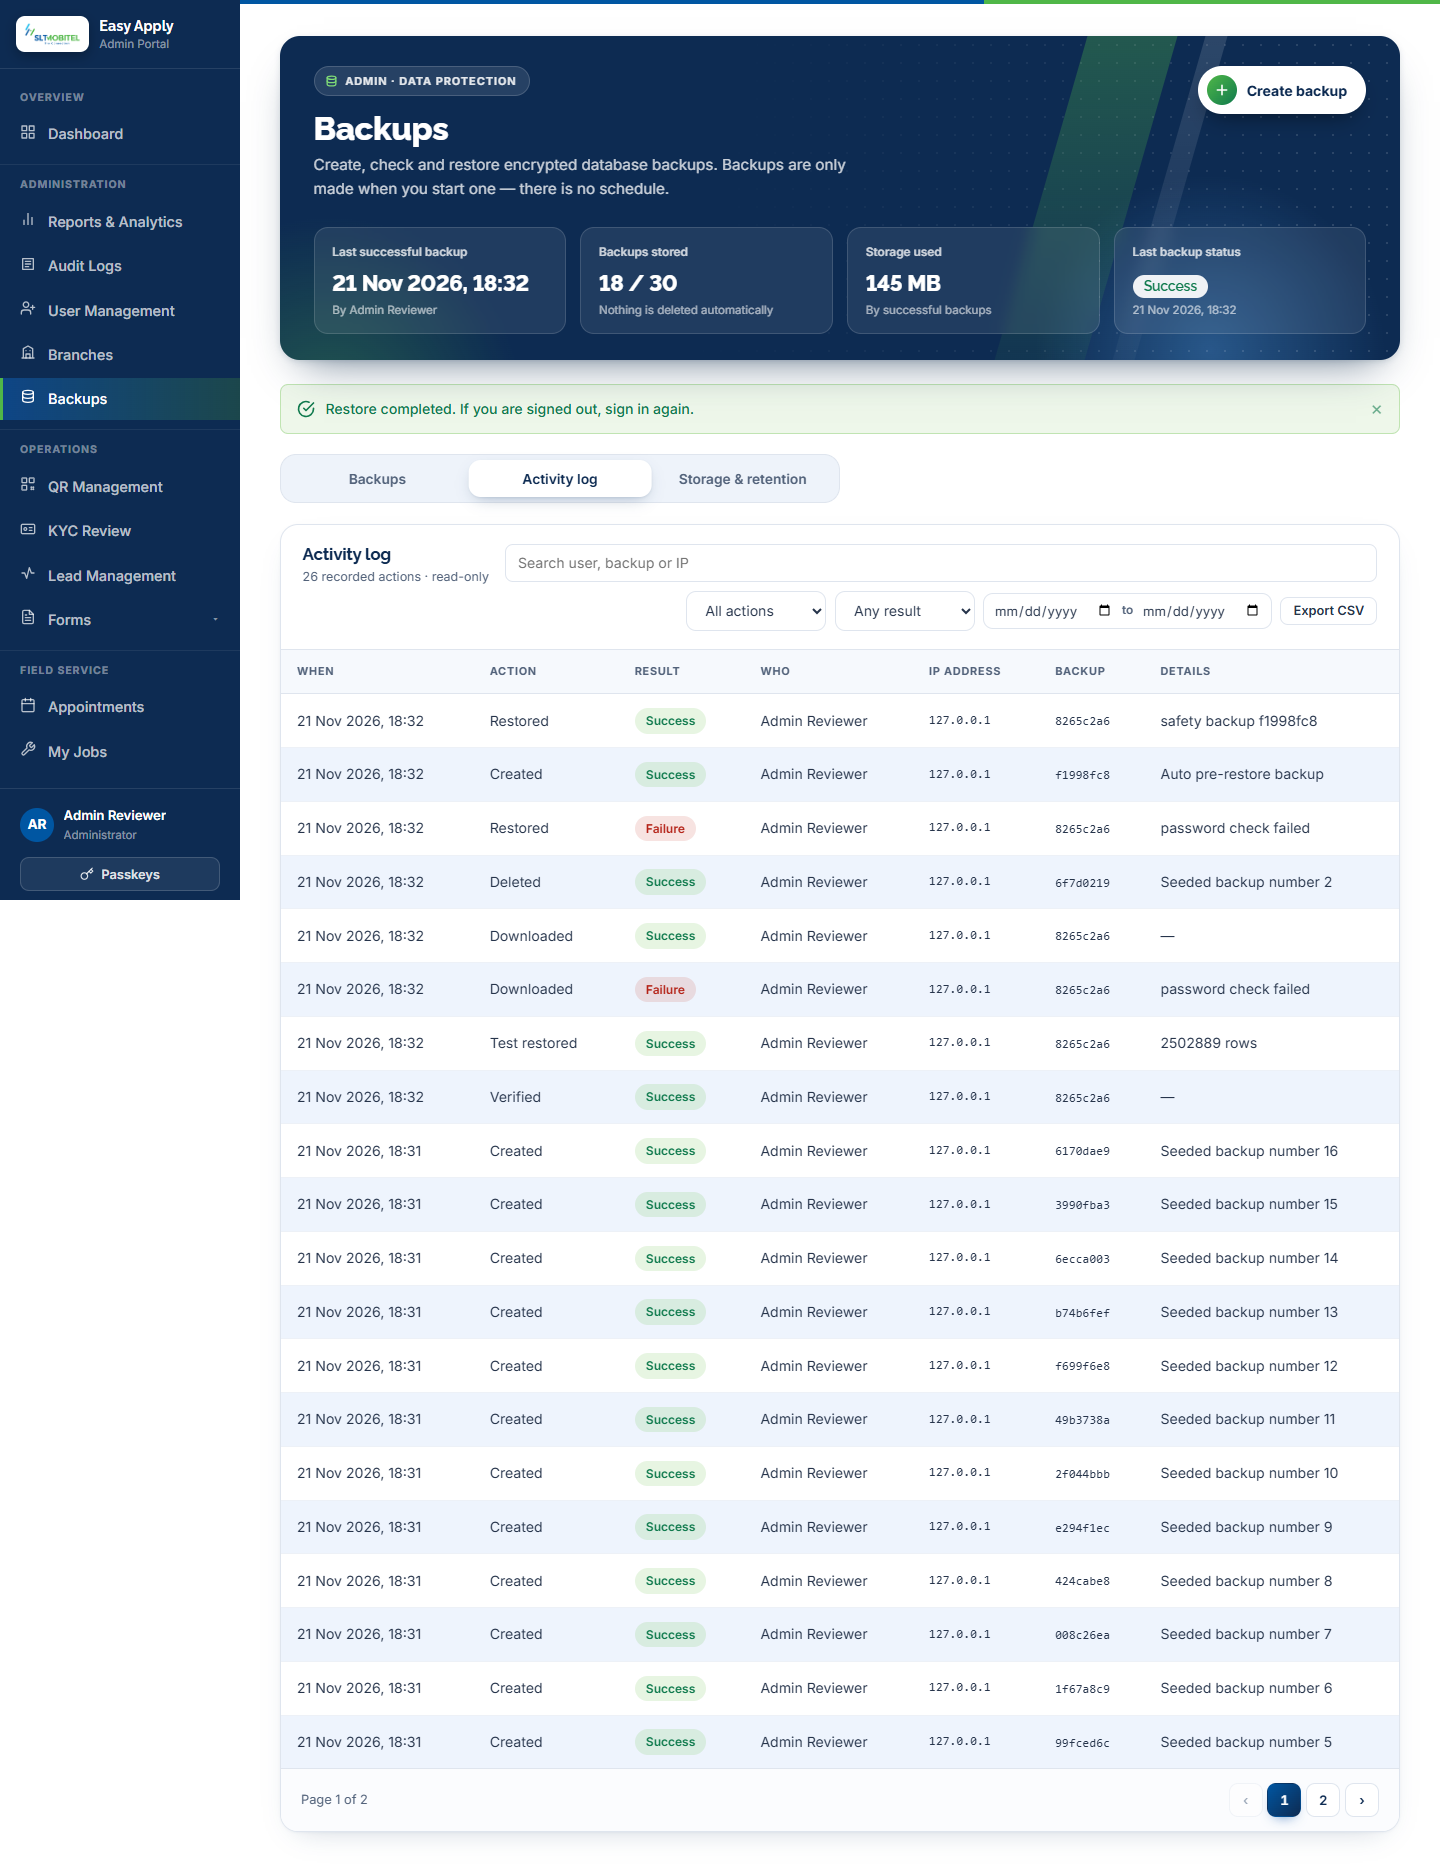 SLTMOBITEL
Easy Apply
Admin Portal
OVERVIEW
Dashboard
ADMINISTRATION
Reports & Analytics
Audit Logs
User Management
Branches
Backups
OPERATIONS
QR Management
KYC Review
Lead Management
Forms
FIELD SERVICE
Appointments
My Jobs
AR
Admin Reviewer
Administrator
Passkeys
ADMIN · DATA PROTECTION
Create backup
Backups
Create, check and restore encrypted database backups. Backups are only
made when you start one — there is no schedule.
Last successful backup
21 Nov 2026, 18:32
By Admin Reviewer
Backups stored
18 / 30
Nothing is deleted automatically
Storage used
145 MB
By successful backups
Last backup status
Success
21 Nov 2026, 18:32
Restore completed. If you are signed out, sign in again. ×
Backups Activity log Storage & retention
Activity log
26 recorded actions · read-only
Search user, backup or IP
All actions Any result mm/dd/yyyy to mm/dd/yyyy Export CSV
WHEN ACTION RESULT WHO IP ADDRESS BACKUP DETAILS
21 Nov 2026, 18:32 Restored Success Admin Reviewer 127.0.0.1 8265c2a6 safety backup f1998fc8
21 Nov 2026, 18:32 Created Success Admin Reviewer 127.0.0.1 f1998fc8 Auto pre-restore backup
21 Nov 2026, 18:32 Restored Failure Admin Reviewer 127.0.0.1 8265c2a6 password check failed
21 Nov 2026, 18:32 Deleted Success Admin Reviewer 127.0.0.1 6f7d0219 Seeded backup number 2
21 Nov 2026, 18:32 Downloaded Success Admin Reviewer 127.0.0.1 8265c2a6 —
21 Nov 2026, 18:32 Downloaded Failure Admin Reviewer 127.0.0.1 8265c2a6 password check failed
21 Nov 2026, 18:32 Test restored Success Admin Reviewer 127.0.0.1 8265c2a6 2502889 rows
21 Nov 2026, 18:32 Verified Success Admin Reviewer 127.0.0.1 8265c2a6 —
21 Nov 2026, 18:31 Created Success Admin Reviewer 127.0.0.1 6170dae9 Seeded backup number 16
21 Nov 2026, 18:31 Created Success Admin Reviewer 127.0.0.1 3990fba3 Seeded backup number 15
21 Nov 2026, 18:31 Created Success Admin Reviewer 127.0.0.1 6ecca003 Seeded backup number 14
21 Nov 2026, 18:31 Created Success Admin Reviewer 127.0.0.1 b74b6fef Seeded backup number 13
21 Nov 2026, 18:31 Created Success Admin Reviewer 127.0.0.1 f699f6e8 Seeded backup number 12
21 Nov 2026, 18:31 Created Success Admin Reviewer 127.0.0.1 49b3738a Seeded backup number 11
21 Nov 2026, 18:31 Created Success Admin Reviewer 127.0.0.1 2f044bbb Seeded backup number 10
21 Nov 2026, 18:31 Created Success Admin Reviewer 127.0.0.1 e294f1ec Seeded backup number 9
21 Nov 2026, 18:31 Created Success Admin Reviewer 127.0.0.1 424cabe8 Seeded backup number 8
21 Nov 2026, 18:31 Created Success Admin Reviewer 127.0.0.1 008c26ea Seeded backup number 7
21 Nov 2026, 18:31 Created Success Admin Reviewer 127.0.0.1 1f67a8c9 Seeded backup number 6
21 Nov 2026, 18:31 Created Success Admin Reviewer 127.0.0.1 99fced6c Seeded backup number 5
Page 1 of 2 ‹ 1 2 ›